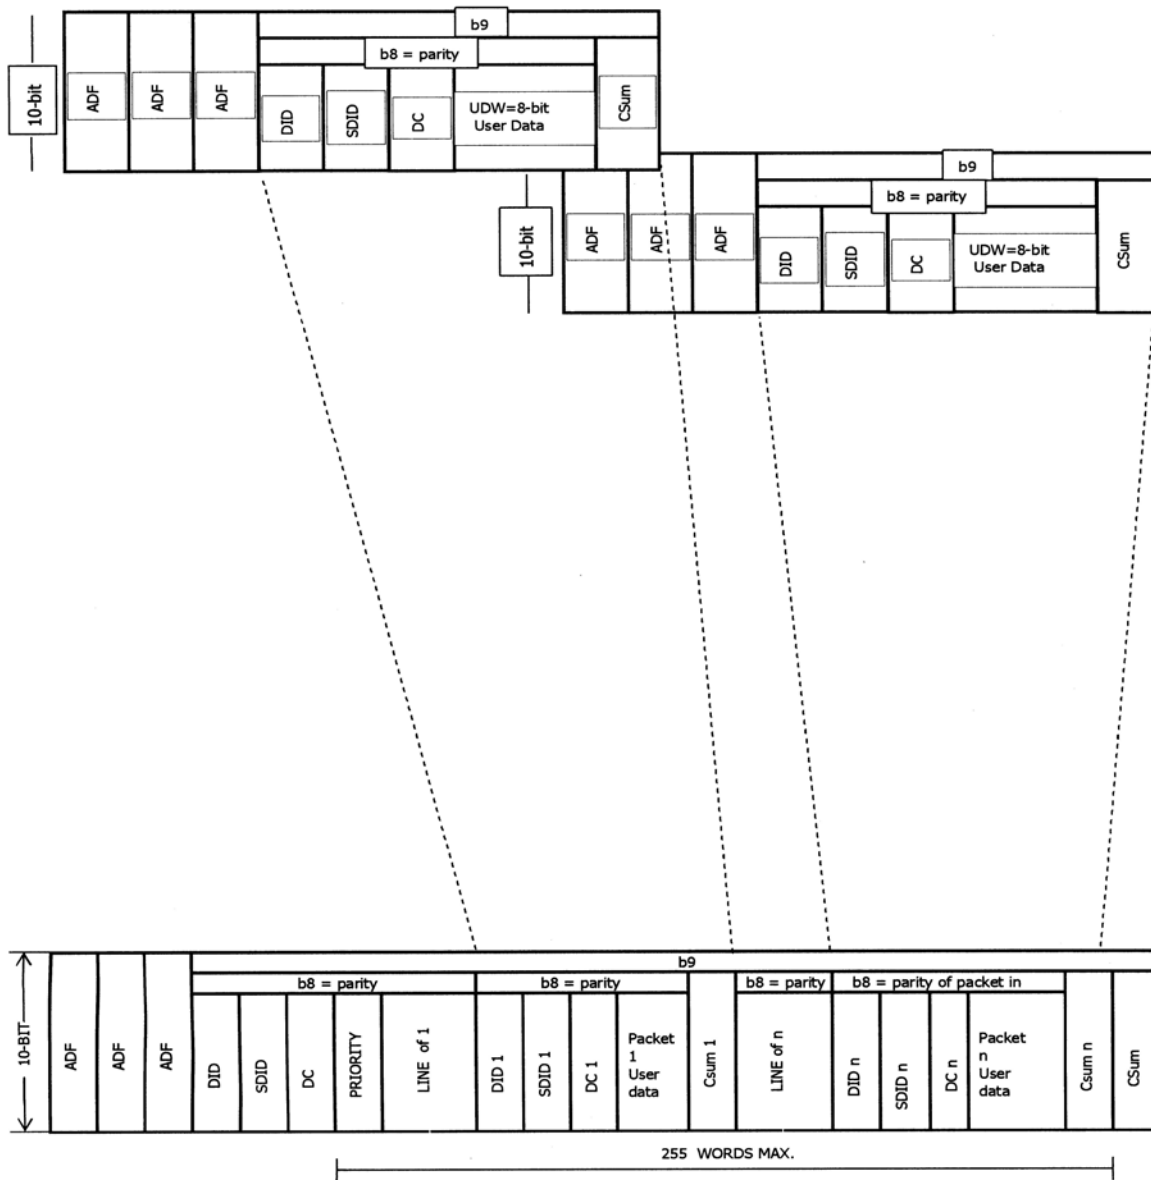 b9
b8 = parity
10-bit
ADF
ADF
ADF
DID
SDID
DC
UDW=8-bit
User Data
CSum
b9
b8 = parity
10-bit
ADF
ADF
ADF
DID
SDID
DC
UDW=8-bit
User Data
CSum
b9
b8 = parity
b8 = parity
b8 = parity
b8 = parity of packet in
10-BIT
ADF
ADF
ADF
DID
SDID
DC
PRIORITY
LINE of 1
DID 1
SDID 1
DC 1
Packet
1
User
data
Csum 1
LINE of n
DID n
SDID n
DC n
Packet
n
User
data
Csum n
CSum
255 WORDS MAX.